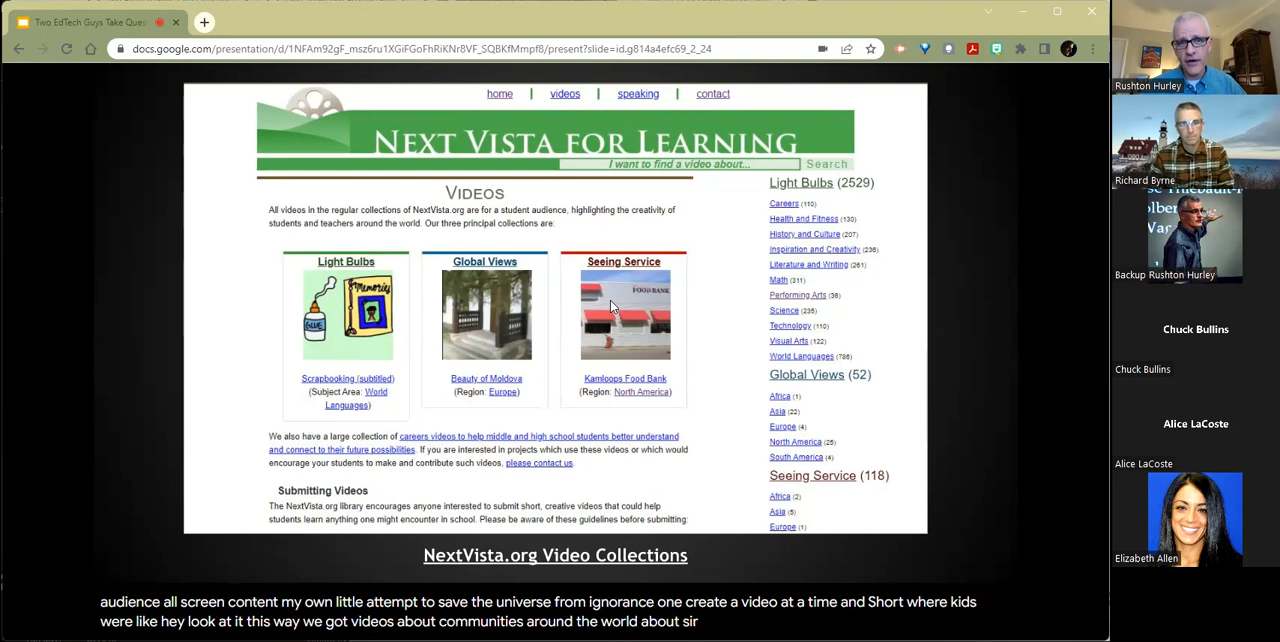 Two EdTech Guys Take Ques
docs.google.com/presentation/d/1NFAm92gF_msz6ru1XGiFGoFhRiKNr8VF_SQBKfMmpf8/present?slide=id.g814a4efc69_2_24
home | videos | speaking | contact
NEXT VISTA FOR LEARNING
I want to find a video about... Search
VIDEOS
All videos in the regular collections of NextVista.org are for a student audience, highlighting the creativity of
students and teachers around the world. Our three principal collections are:
Light Bulbs
Memories
GLUE
Scrapbooking (subtitled)
(Subject Area: World
Languages)
Global Views
Beauty of Moldova
(Region: Europe)
Seeing Service
FOOD BANK
Kamloops Food Bank
(Region: North America)
We also have a large collection of careers videos to help middle and high school students better understand
and connect to their future possibilities. If you are interested in projects which use these videos or which would
encourage your students to make and contribute such videos, please contact us.
Submitting Videos
The NextVista.org library encourages anyone interested to submit short, creative videos that could help
students learn anything one might encounter in school. Please be aware of these guidelines before submitting:
Light Bulbs (2529)
Careers (110)
Health and Fitness (130)
History and Culture (207)
Inspiration and Creativity (236)
Literature and Writing (261)
Math (311)
Performing Arts (36)
Science (235)
Technology (110)
Visual Arts (122)
World Languages (786)
Global Views (52)
Africa (1)
Asia (22)
Europe (4)
North America (25)
South America (4)
Seeing Service (118)
Africa (2)
Asia (5)
Europe (1)
NextVista.org Video Collections
audience all screen content my own little attempt to save the universe from ignorance one create a video at a time and Short where kids
were like hey look at it this way we got videos about communities around the world about sir
Rushton Hurley
Richard Byrne
Backup Rushton Hurley
Chuck Bullins
Chuck Bullins
Alice LaCoste
Alice LaCoste
Elizabeth Allen